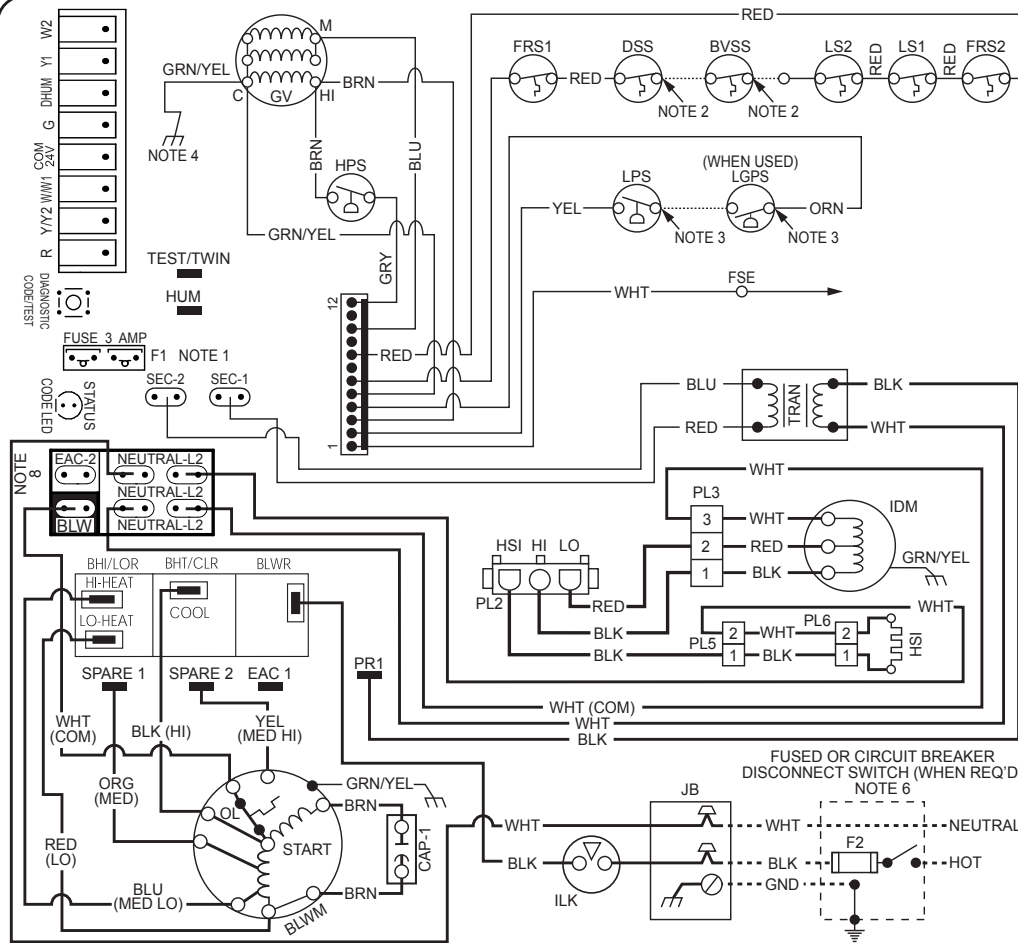 W2
Y1
DHUM
G
COM
24V
W/W1
Y/Y2
R
DIAGNOSTIC
CODE/TEST
TEST/TWIN
HUM
FUSE 3 AMP
F1 NOTE 1
SEC-2
SEC-1
STATUS
CODE LED
GRN/YEL
NOTE 4
M
C
GV
HI
BRN
BRN
BLU
HPS
GRN/YEL
GRY
12
1
RED
RED
FRS1
RED
DSS
NOTE 2
BVSS
NOTE 2
LS2
RED
LS1
RED
FRS2
(WHEN USED)
LPS
LGPS
YEL
NOTE 3
ORN
NOTE 3
WHT
FSE
BLU
RED
TRAN
BLK
WHT
NOTE
8
EAC-2
NEUTRAL-L2
NEUTRAL-L2
BLW
NEUTRAL-L2
BHI/LOR
BHT/CLR
BLWR
HI-HEAT
COOL
LO-HEAT
SPARE 1
SPARE 2
EAC 1
PR1
WHT
PL3
3
WHT
2
RED
1
BLK
IDM
GRN/YEL
HSI
HI
LO
PL2
RED
BLK
BLK
WHT
PL5
2
WHT
1
BLK
PL6
2
1
HSI
WHT (COM)
WHT
BLK
WHT
(COM)
BLK (HI)
YEL
(MED HI)
ORG
(MED)
RED
(LO)
BLU
(MED LO)
OL
START
GRN/YEL
BRN
CAP-1
BRN
BLWM
WHT
BLK
ILK
JB
FUSED OR CIRCUIT BREAKER
DISCONNECT SWITCH (WHEN REQ'D
NOTE 6
WHT
NEUTRAL
BLK
F2
HOT
GND